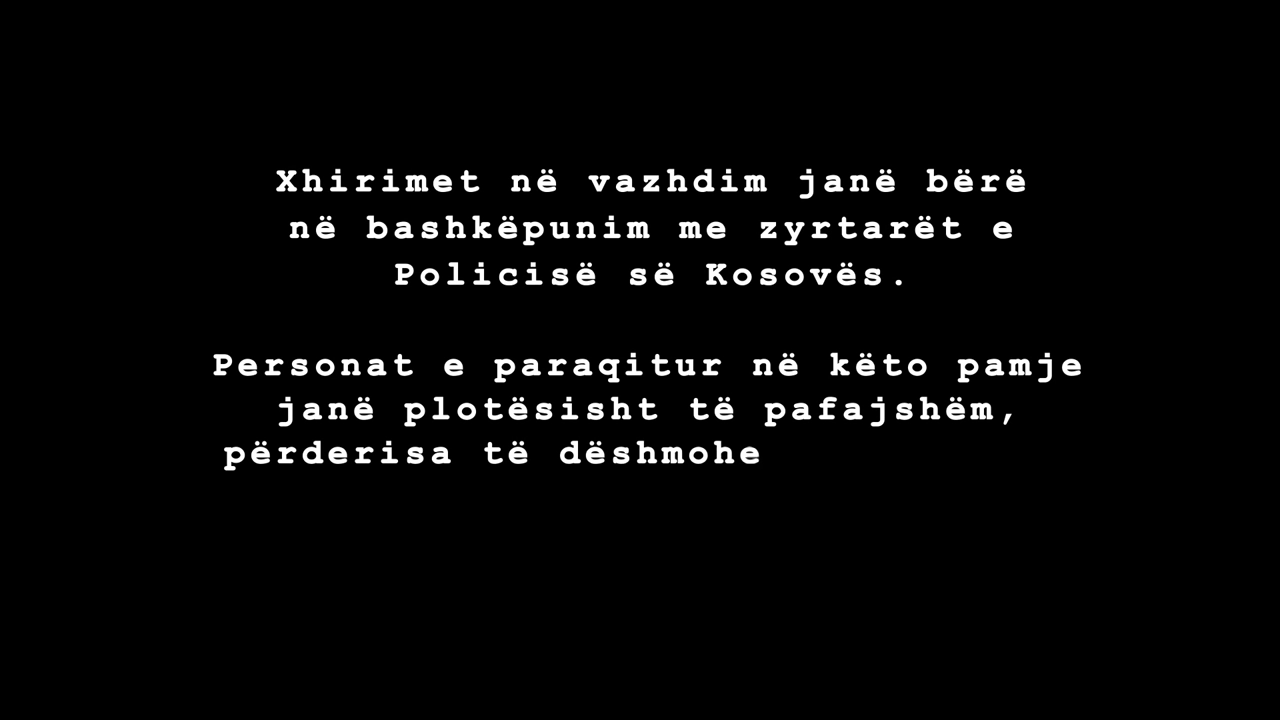 Xhirimet në vazhdim janë bërë
në bashkëpunim me zyrtarët e
Policisë së Kosovës.
Personat e paraqitur në këto pamje
janë plotësisht të pafajshëm,
përderisa të dëshmohe